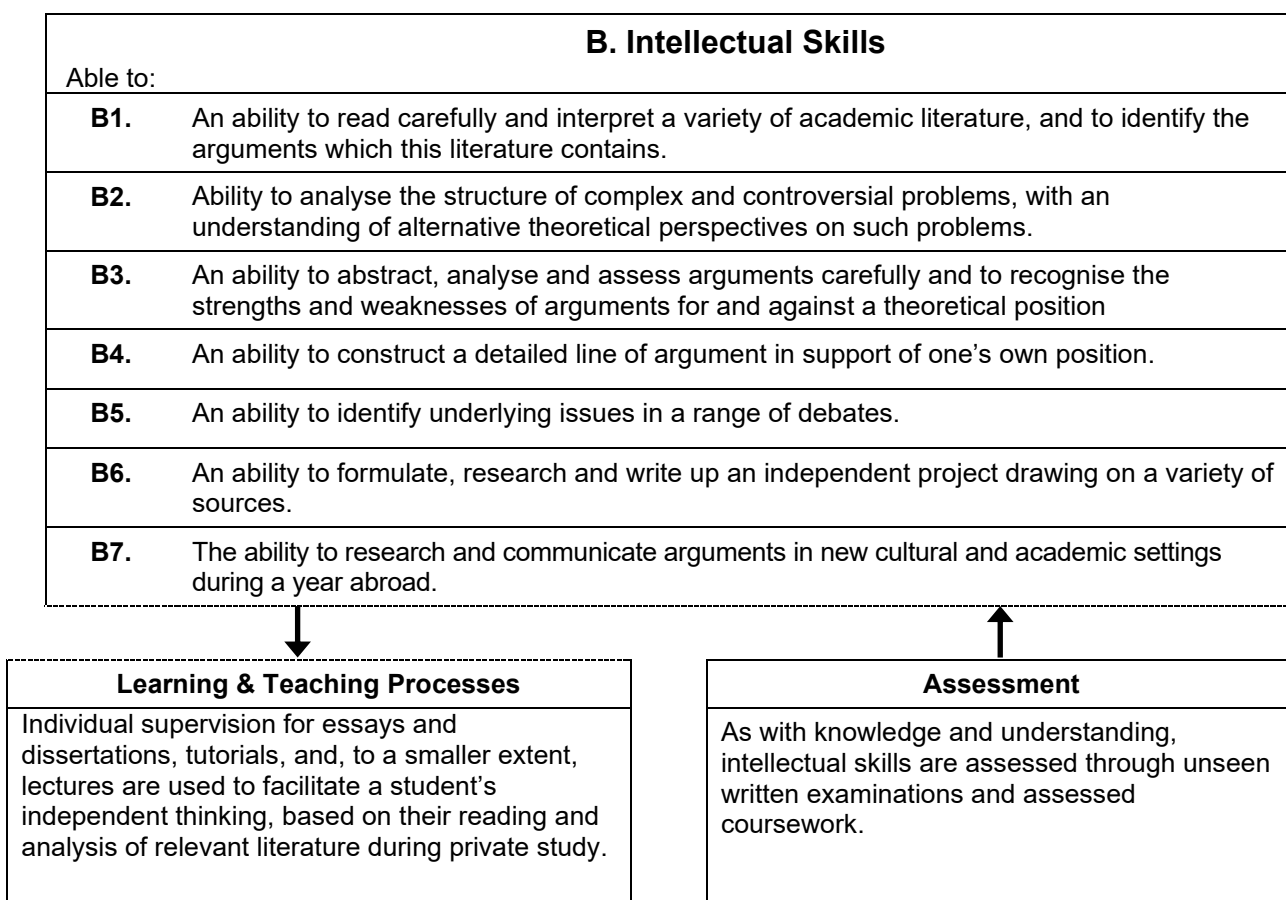 B. Intellectual Skills
Able to:
B1. An ability to read carefully and interpret a variety of academic literature, and to identify the
arguments which this literature contains.
B2. Ability to analyse the structure of complex and controversial problems, with an
understanding of alternative theoretical perspectives on such problems.
B3. An ability to abstract, analyse and assess arguments carefully and to recognise the
strengths and weaknesses of arguments for and against a theoretical position
B4. An ability to construct a detailed line of argument in support of one’s own position.
B5. An ability to identify underlying issues in a range of debates.
B6. An ability to formulate, research and write up an independent project drawing on a variety of
sources.
B7. The ability to research and communicate arguments in new cultural and academic settings
during a year abroad.
Learning & Teaching Processes
Individual supervision for essays and
dissertations, tutorials, and, to a smaller extent,
lectures are used to facilitate a student’s
independent thinking, based on their reading and
analysis of relevant literature during private study.
Assessment
As with knowledge and understanding,
intellectual skills are assessed through unseen
written examinations and assessed
coursework.